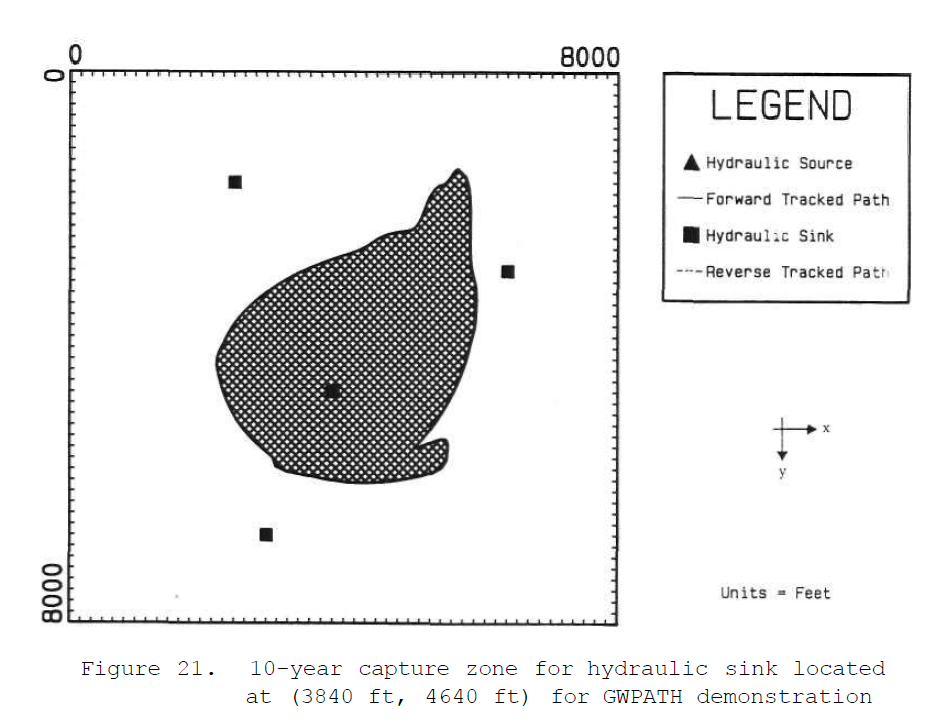 0
8000
0
8000
LEGEND
Hydraulic Source
Forward Tracked Path
Hydraulic Sink
Reverse Tracked Path
x
y
Units = Feet
Figure 21. 10-year capture zone for hydraulic sink located
at (3840 ft, 4640 ft) for GWPATH demonstration